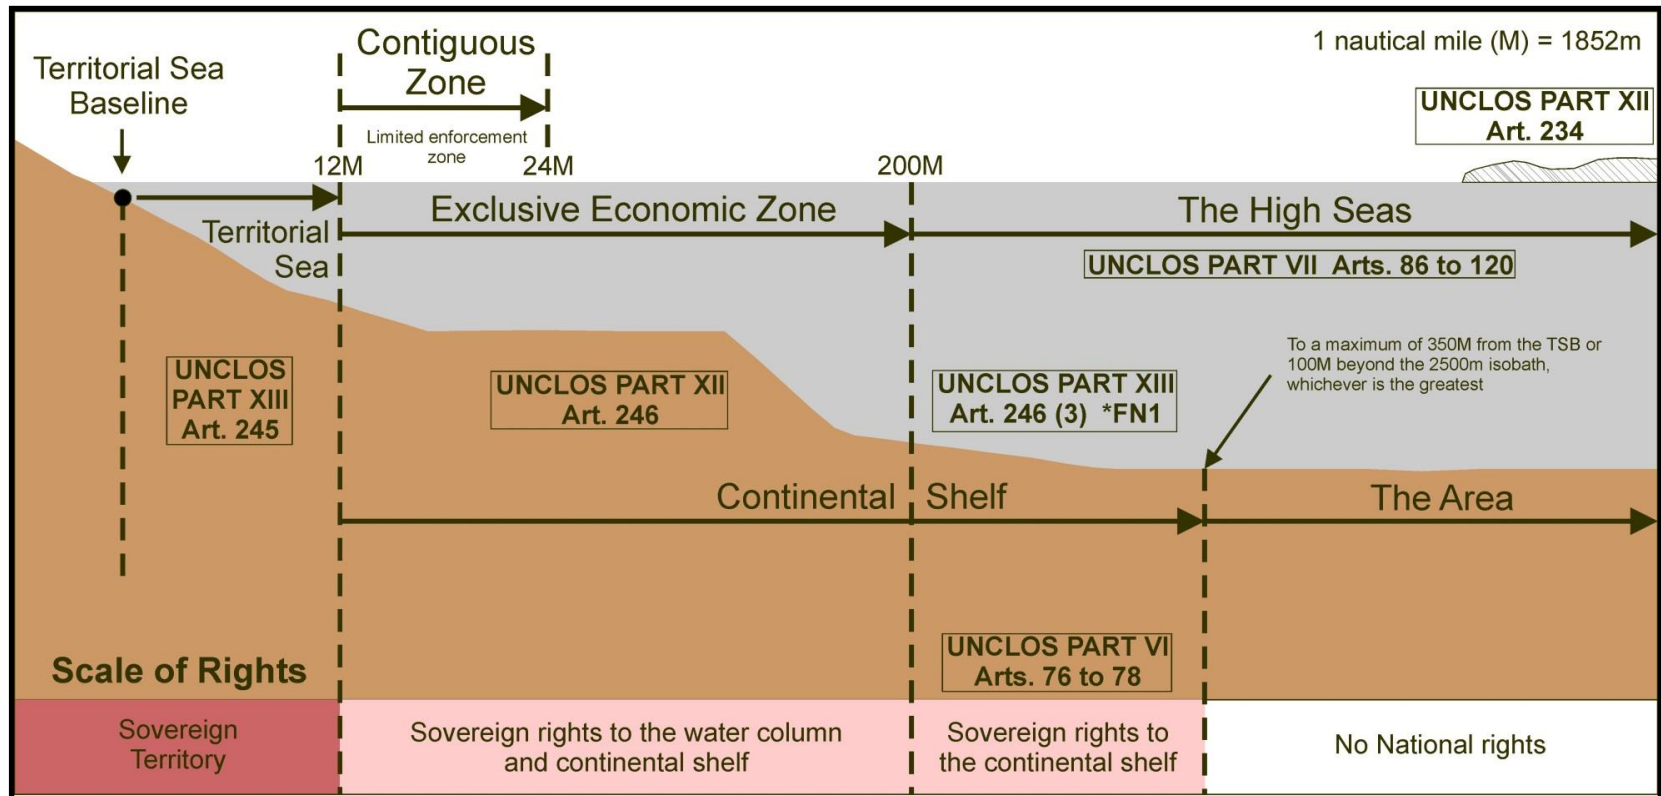 Territorial Sea
Baseline
Contiguous
Zone
Limited enforcement
zone
12M
24M
200M
1 nautical mile (M) = 1852m
UNCLOS PART XII
Art. 234
Territorial
Sea
Exclusive Economic Zone
The High Seas
UNCLOS PART VII Arts. 86 to 120
UNCLOS
PART XIII
Art. 245
UNCLOS PART XII
Art. 246
UNCLOS PART XIII
Art. 246 (3) *FN1
To a maximum of 350M from the TSB or
100M beyond the 2500m isobath,
whichever is the greatest
Continental Shelf
The Area
UNCLOS PART VI
Arts. 76 to 78
Scale of Rights
Sovereign
Territory
Sovereign rights to the water column
and continental shelf
Sovereign rights to
the continental shelf
No National rights